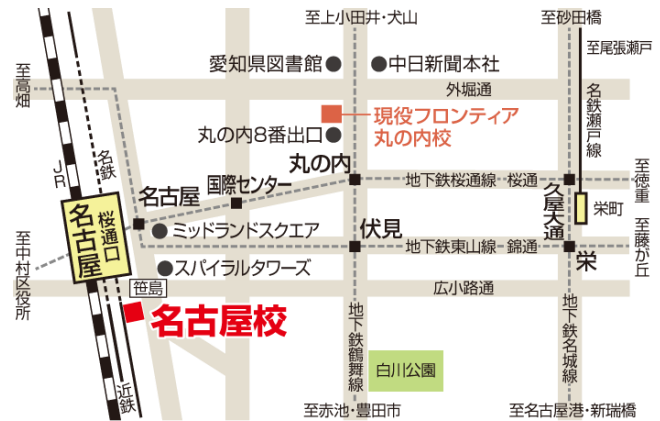 至上小田井・犬山
至砂田橋
至尾張瀬戸
愛知県図書館
中日新聞本社
至高畑
外堀通
名鉄瀬戸線
現役フロンティア
丸の内校
丸の内8番出口
JR
名鉄
丸の内
国際センター
名古屋
地下鉄桜通線
桜通
至徳重
久屋大通
栄町
名古屋
桜通口
ミッドランドスクエア
伏見
地下鉄東山線
錦通
栄
至藤が丘
至中村区役所
スパイラルタワーズ
笹島
広小路通
名古屋校
地下鉄鶴舞線
地下鉄名城線
白川公園
近鉄
至赤池・豊田市
至名古屋港・新瑞橋